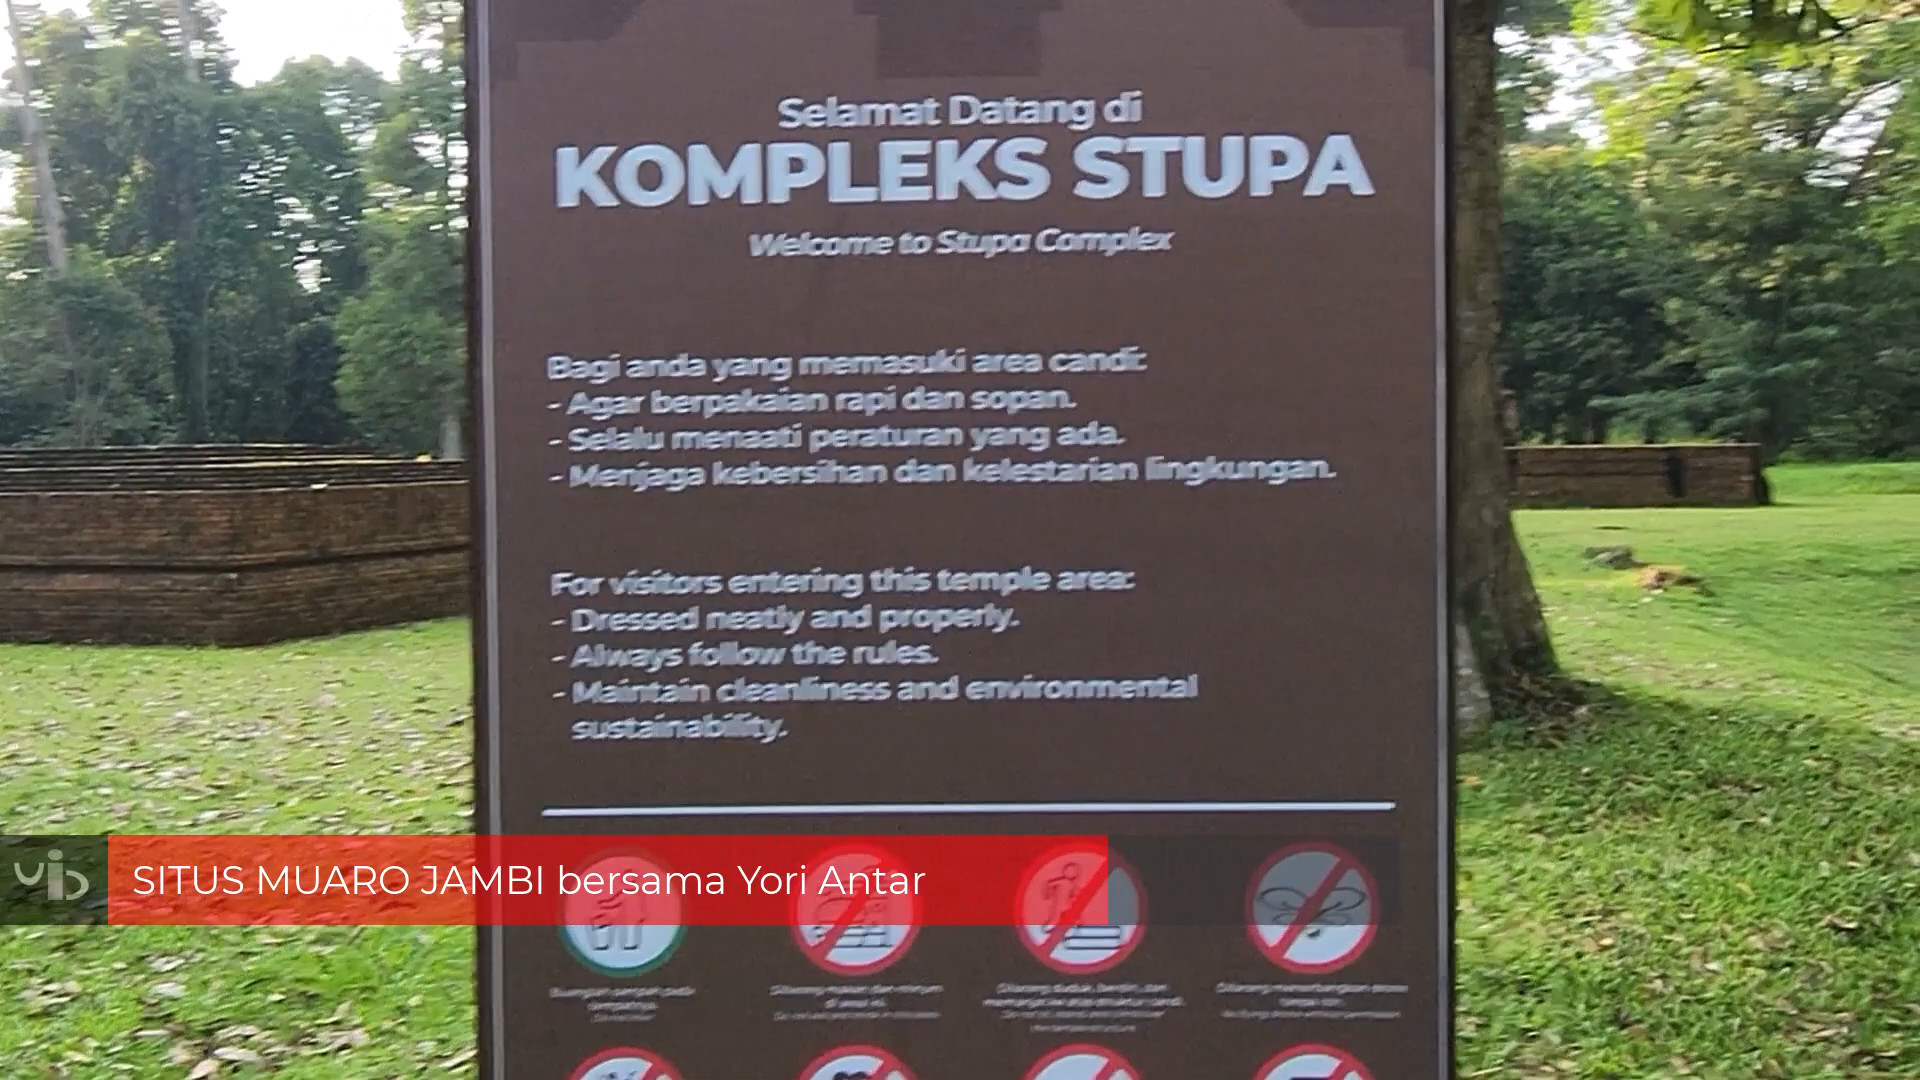 Selamat Datang di
KOMPLEKS STUPA
Welcome to Stupa Complex
Bagi anda yang memasuki area candi:
- Agar berpakaian rapi dan sopan.
- Selalu menaati peraturan yang ada.
- Menjaga kebersihan dan kelestarian lingkungan.
For visitors entering this temple area:
- Dressed neatly and properly.
- Always follow the rules.
- Maintain cleanliness and environmental
sustainability.
SITUS MUARO JAMBI bersama Yori Antar